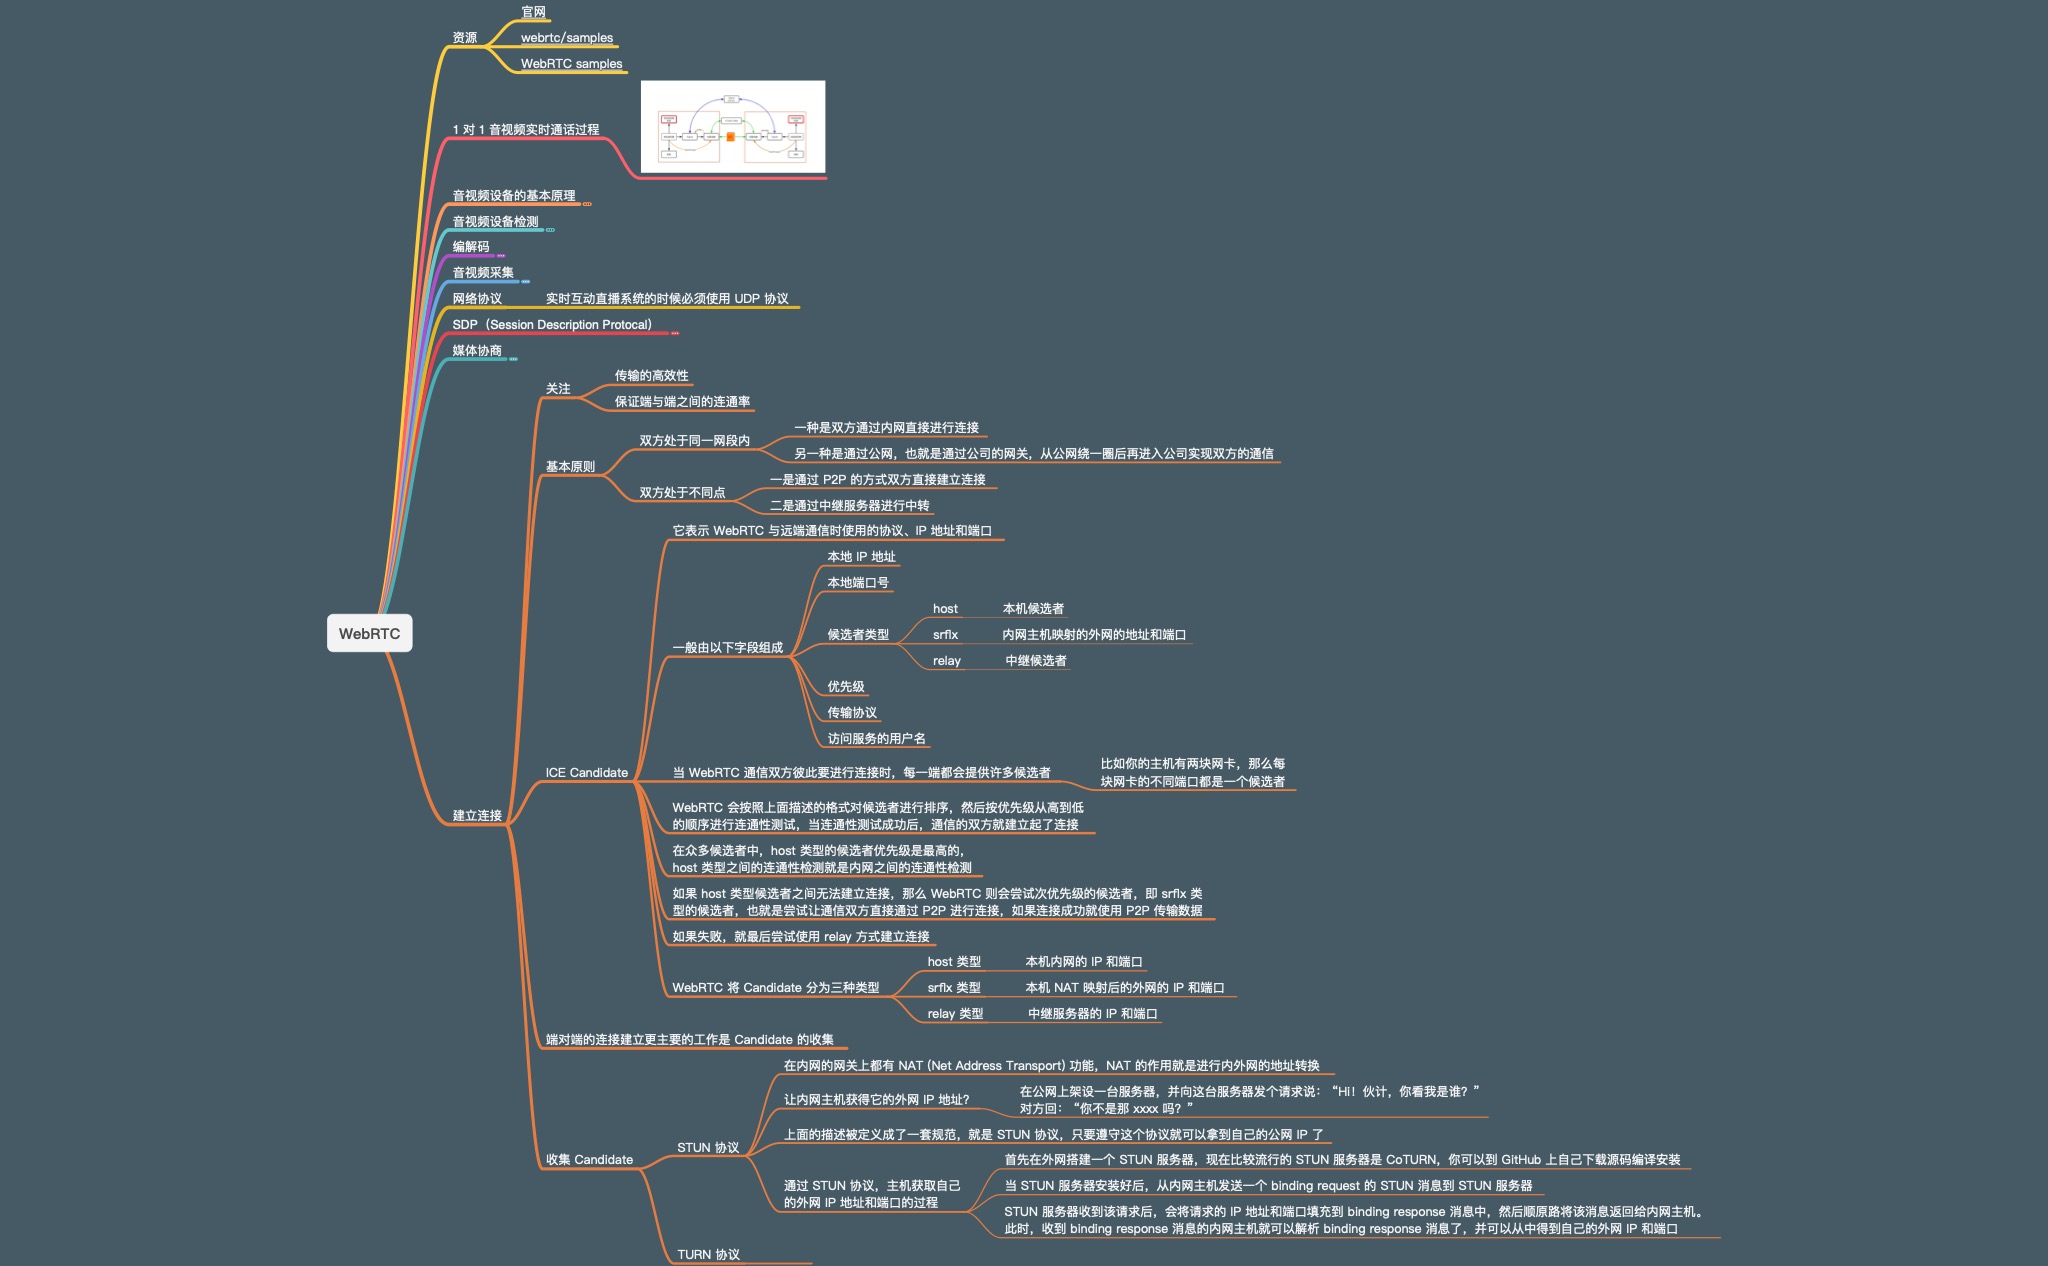 官网
资源
webrtc/samples
WebRTC samples
1 对 1 音视频实时通话过程
音视频设备的基本原理
音视频设备检测
编解码
音视频采集
网络协议
实时互动直播系统的时候必须使用 UDP 协议
SDP（Session Description Protocal）
媒体协商
传输的高效性
关注
保证端与端之间的连通率
一种是双方通过内网直接进行连接
双方处于同一网段内
另一种是通过公网，也就是通过公司的网关，从公网绕一圈后再进入公司实现双方的通信
基本原则
一是通过 P2P 的方式双方直接建立连接
双方处于不同点
二是通过中继服务器进行中转
它表示 WebRTC 与远端通信时使用的协议、IP 地址和端口
本地 IP 地址
本地端口号
host
本机候选者
候选者类型
srflx
内网主机映射的外网的地址和端口
一般由以下字段组成
relay
中继候选者
优先级
传输协议
访问服务的用户名
WebRTC
ICE Candidate
当 WebRTC 通信双方彼此要进行连接时，每一端都会提供许多候选者
比如你的主机有两块网卡，那么每
块网卡的不同端口都是一个候选者
建立连接
WebRTC 会按照上面描述的格式对候选者进行排序，然后按优先级从高到低
的顺序进行连通性测试，当连通性测试成功后，通信的双方就建立起了连接
在众多候选者中，host 类型的候选者优先级是最高的，
host 类型之间的连通性检测就是内网之间的连通性检测
如果 host 类型候选者之间无法建立连接，那么 WebRTC 则会尝试次优先级的候选者，即 srflx 类
型的候选者，也就是尝试让通信双方直接通过 P2P 进行连接，如果连接成功就使用 P2P 传输数据
如果失败，就最后尝试使用 relay 方式建立连接
host 类型
本机内网的 IP 和端口
WebRTC 将 Candidate 分为三种类型
srflx 类型
本机 NAT 映射后的外网的 IP 和端口
relay 类型
中继服务器的 IP 和端口
端对端的连接建立更主要的工作是 Candidate 的收集
在内网的网关上都有 NAT (Net Address Transport) 功能，NAT 的作用就是进行内外网的地址转换
让内网主机获得它的外网 IP 地址？
在公网上架设一台服务器，并向这台服务器发个请求说：“Hi！伙计，你看我是谁？”
对方回：“你不是那 xxxx 吗？”
上面的描述被定义成了一套规范，就是 STUN 协议，只要遵守这个协议就可以拿到自己的公网 IP 了
STUN 协议
收集 Candidate
首先在外网搭建一个 STUN 服务器，现在比较流行的 STUN 服务器是 CoTURN，你可以到 GitHub 上自己下载源码编译安装
通过 STUN 协议，主机获取自己
的外网 IP 地址和端口的过程
当 STUN 服务器安装好后，从内网主机发送一个 binding request 的 STUN 消息到 STUN 服务器
STUN 服务器收到该请求后，会将请求的 IP 地址和端口填充到 binding response 消息中，然后顺原路将该消息返回给内网主机。
此时，收到 binding response 消息的内网主机就可以解析 binding response 消息了，并可以从中得到自己的外网 IP 和端口
TURN 协议